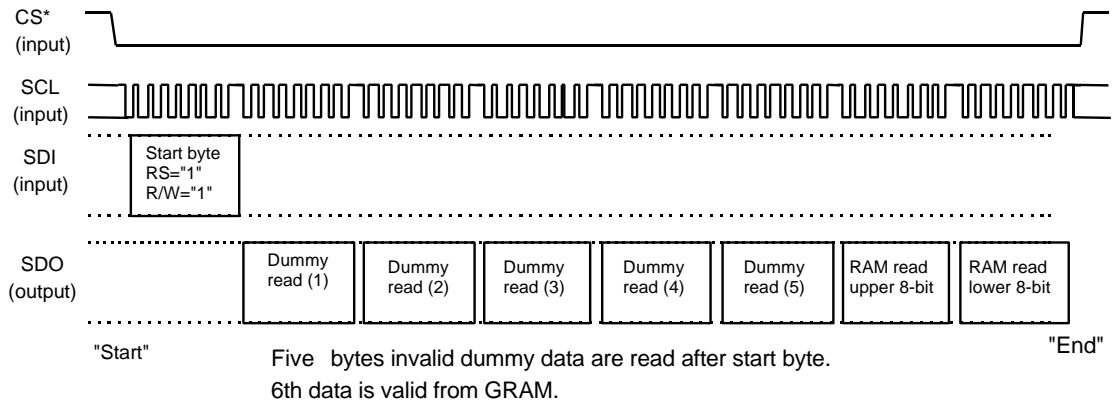 CS*
(input)
SCL
(input)
SDI
(input)
Start byte
RS="1"
R/W="1"
SDO
(output)
Dummy
read (1)
Dummy
read (2)
Dummy
read (3)
Dummy
read (4)
Dummy
read (5)
RAM read
upper 8-bit
RAM read
lower 8-bit
"Start"
"End"
Five bytes invalid dummy data are read after start byte.
6th data is valid from GRAM.